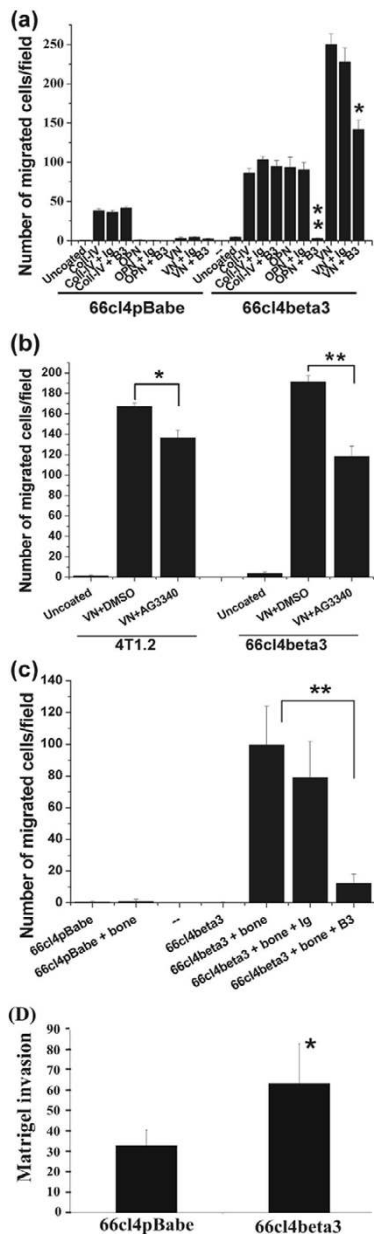 (a)
Number of migrated cells/field
250
200
150
100
50
0
*
*
*
Uncoated
Coll-IV
Coll-IV + Ig
Coll-IV + B3
OPN
OPN + Ig
OPN + B3
VN
VN + Ig
VN + B3
--
Uncoated
Coll-IV
Coll-IV + Ig
Coll-IV + B3
OPN
OPN + Ig
OPN + B3
VN
VN + Ig
VN + B3
66cl4pBabe
66cl4beta3
(b)
Number of migrated cells/field
200
180
160
140
120
100
80
60
40
20
0
*
**
Uncoated
VN+DMSO
VN+AG3340
Uncoated
VN+DMSO
VN+AG3340
4T1.2
66cl4beta3
(c)
Number of migrated cells/field
140
120
100
80
60
40
20
0
**
66cl4pBabe
66cl4pBabe + bone
--
66cl4beta3
66cl4beta3 + bone
66cl4beta3 + bone + Ig
66cl4beta3 + bone + B3
(D)
Matrigel invasion
90
80
70
60
50
40
30
20
10
0
*
66cl4pBabe
66cl4beta3